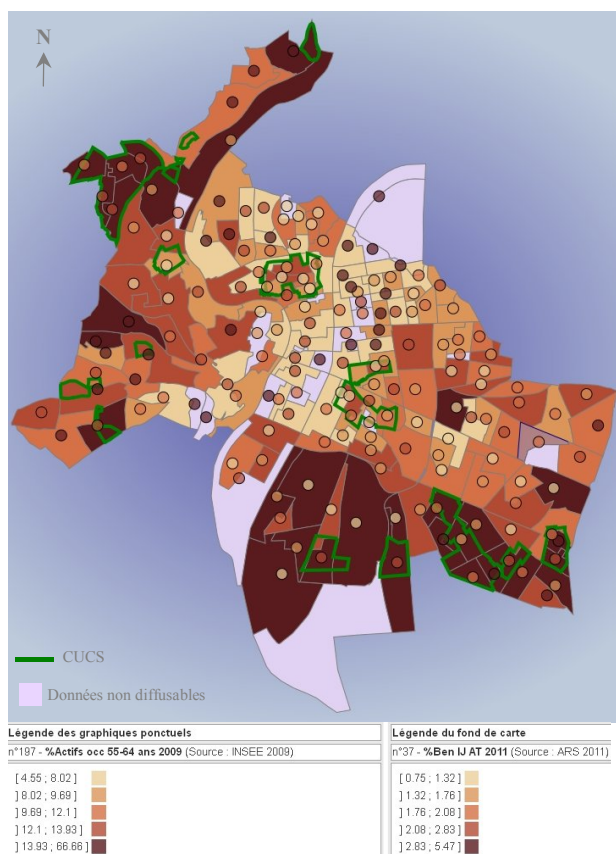 N
CUCS
Données non diffusables
Légende des graphiques ponctuels
n°197 - %Actifs occ 55-64 ans 2009 (Source : INSEE 2009)
[ 4.55 ; 8.02 ]
] 8.02 ; 9.69 ]
] 9.69 ; 12.1 ]
] 12.1 ; 13.93 ]
] 13.93 ; 66.66 ]
Légende du fond de carte
n°37 - %Ben IJ AT 2011 (Source : ARS 2011)
[ 0.75 ; 1.32 ]
] 1.32 ; 1.76 ]
] 1.76 ; 2.08 ]
] 2.08 ; 2.83 ]
] 2.83 ; 5.47 ]